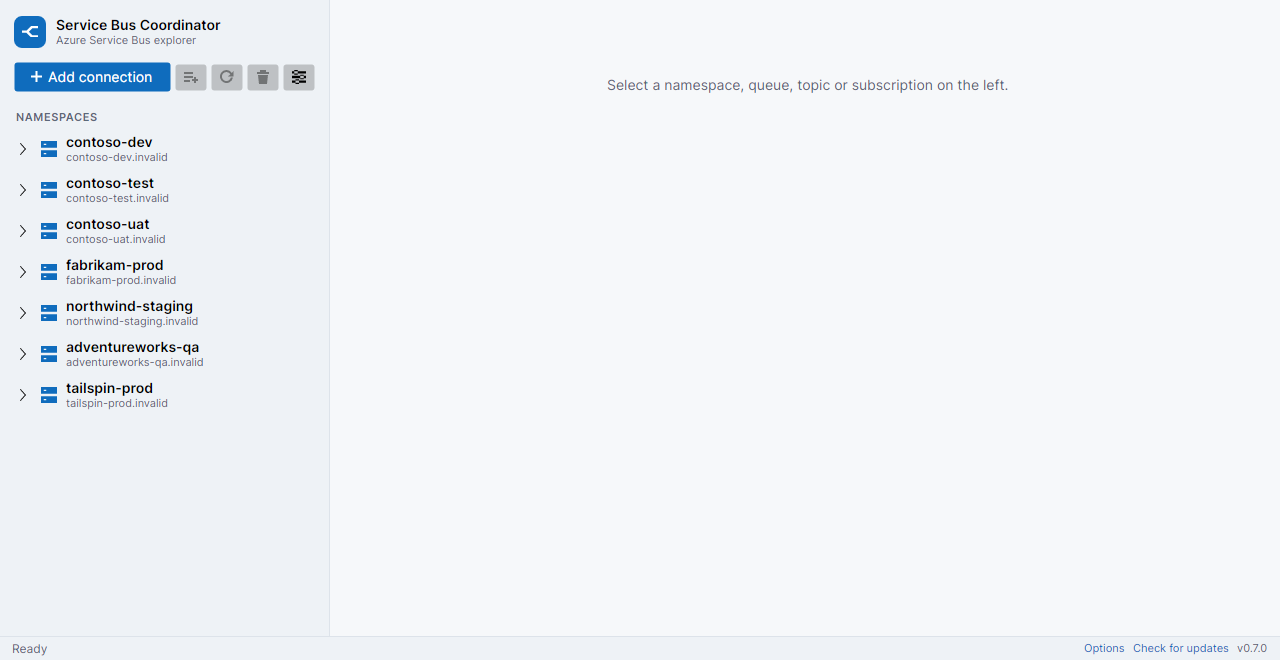 Service Bus Coordinator
Azure Service Bus explorer
+ Add connection
NAMESPACES
contoso-dev
contoso-dev.invalid
contoso-test
contoso-test.invalid
contoso-uat
contoso-uat.invalid
fabrikam-prod
fabrikam-prod.invalid
northwind-staging
northwind-staging.invalid
adventureworks-qa
adventureworks-qa.invalid
tailspin-prod
tailspin-prod.invalid
Select a namespace, queue, topic or subscription on the left.
Ready
Options Check for updates v0.7.0